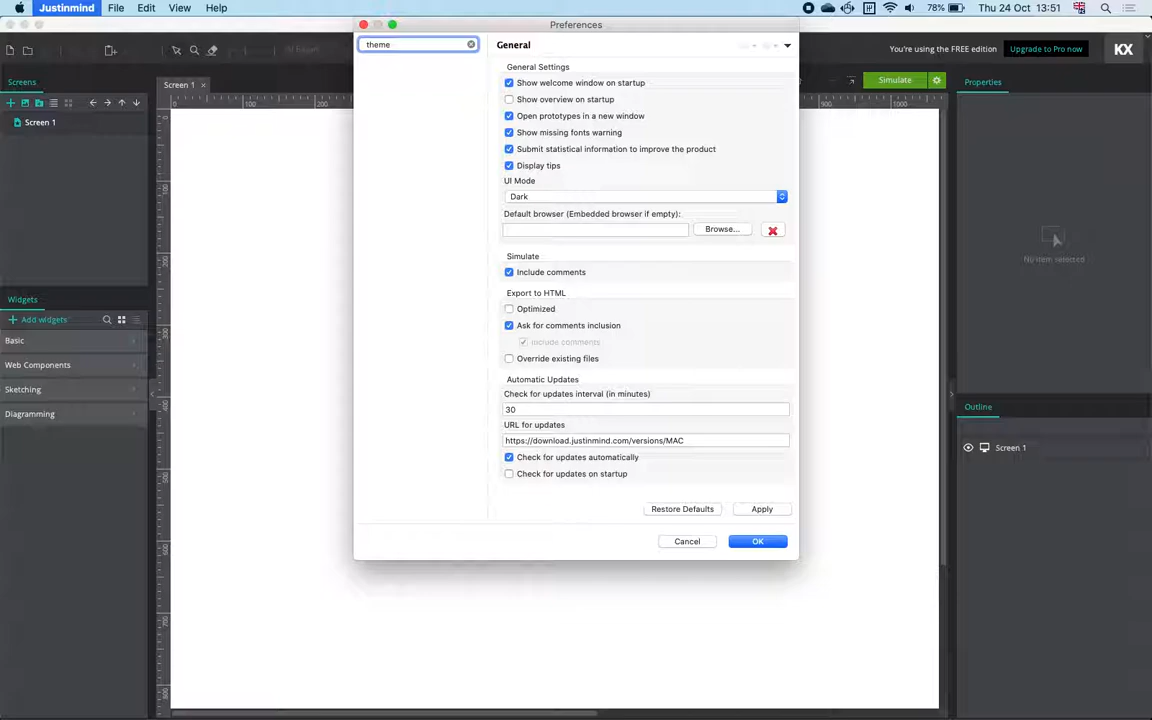 Justinmind File Edit View Help 78% Thu 24 Oct 13:51
Preferences
theme
General
You're using the FREE edition Upgrade to Pro now KX
Screens
Screen 1
Simulate
Properties
0 100 200 900 1000
Screen 1
General Settings
Show welcome window on startup
Show overview on startup
Open prototypes in a new window
Show missing fonts warning
Submit statistical information to improve the product
Display tips
UI Mode
Dark
Default browser (Embedded browser if empty):
Browse...
No item selected
Simulate
Include comments
Export to HTML
Optimized
Ask for comments inclusion
Include comments
Override existing files
Automatic Updates
Check for updates interval (in minutes)
30
URL for updates
https://download.justinmind.com/versions/MAC
Check for updates automatically
Check for updates on startup
Restore Defaults Apply
Cancel OK
Widgets
Add widgets
Basic
Web Components
Sketching
Diagramming
Outline
Screen 1